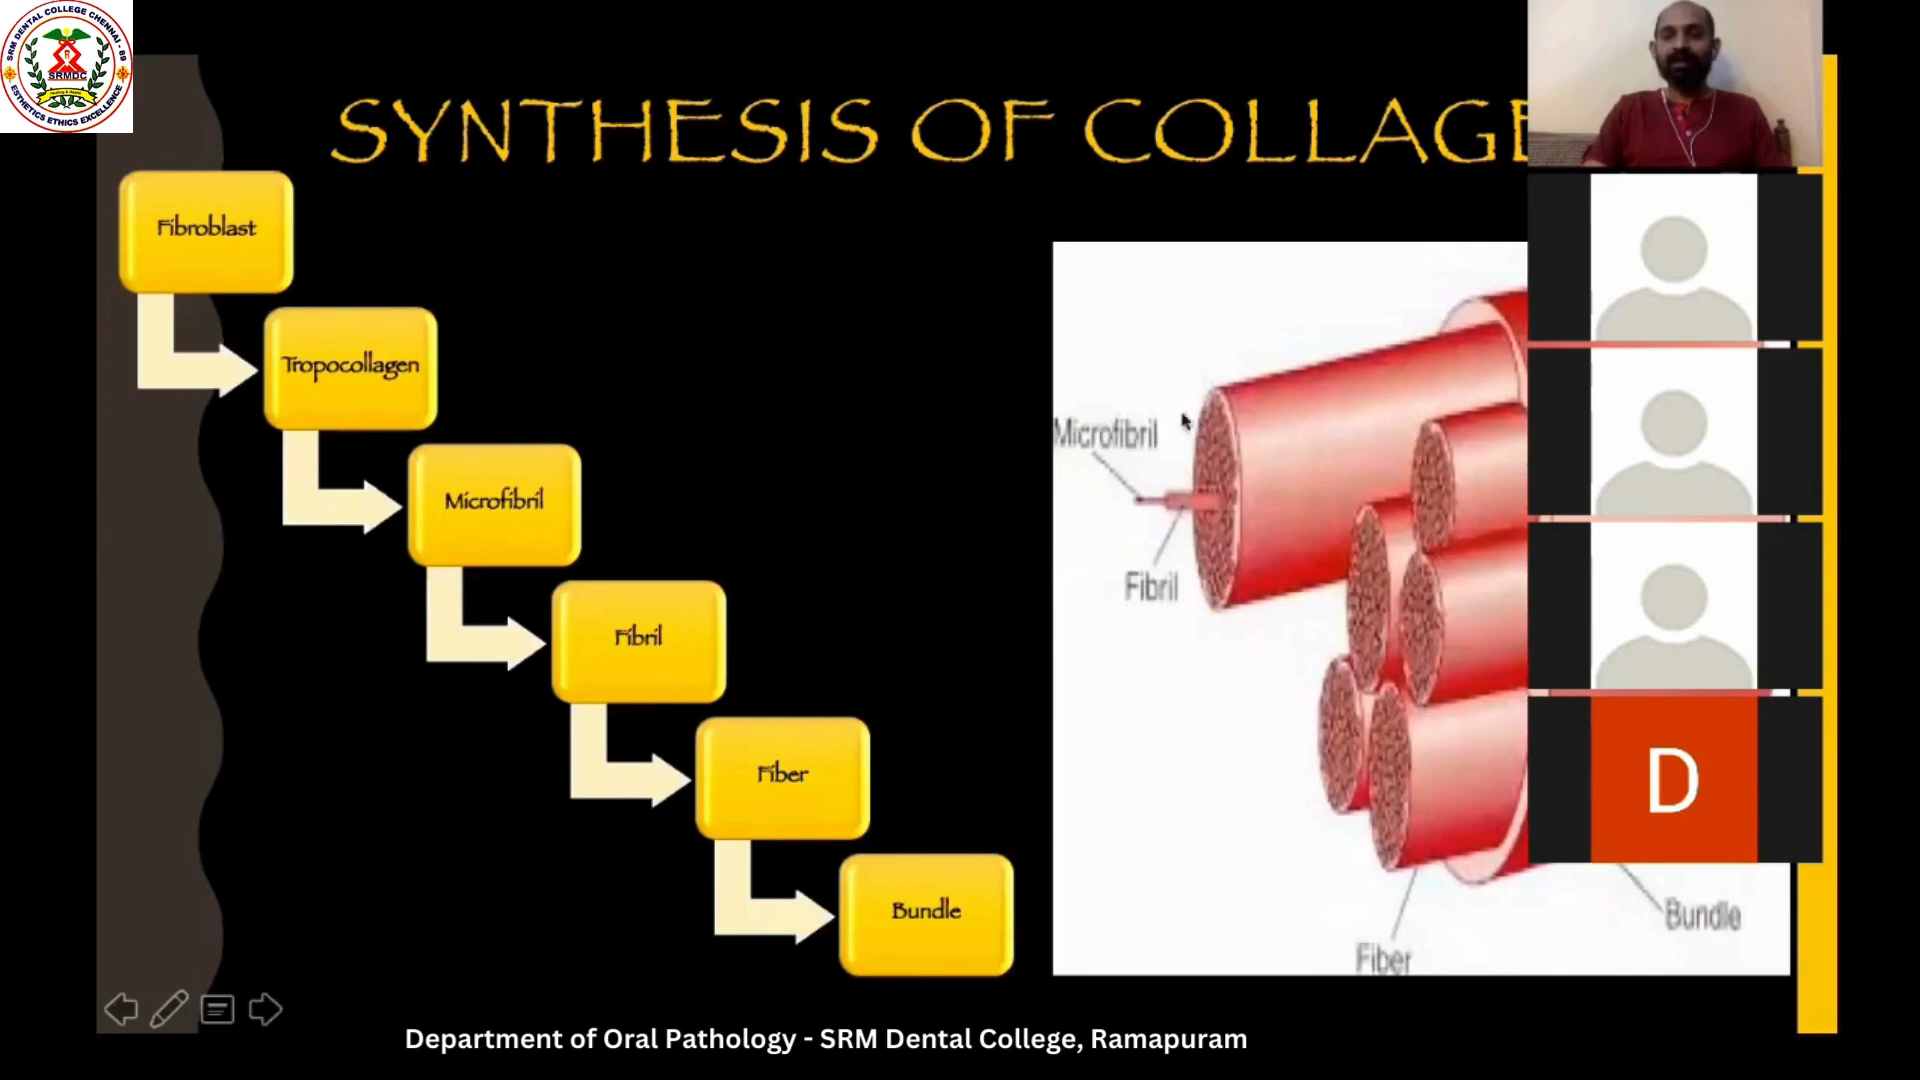 SRM DENTAL COLLEGE CHENNAI - 89
SRMDC
ESTHETICS ETHICS EXCELLENCE
SYNTHESIS OF COLLAGE
Fibroblast
Tropocollagen
Microfibril
Fibril
Fiber
Bundle
Microfibril
Fibril
Fiber
Bundle
D
Department of Oral Pathology - SRM Dental College, Ramapuram